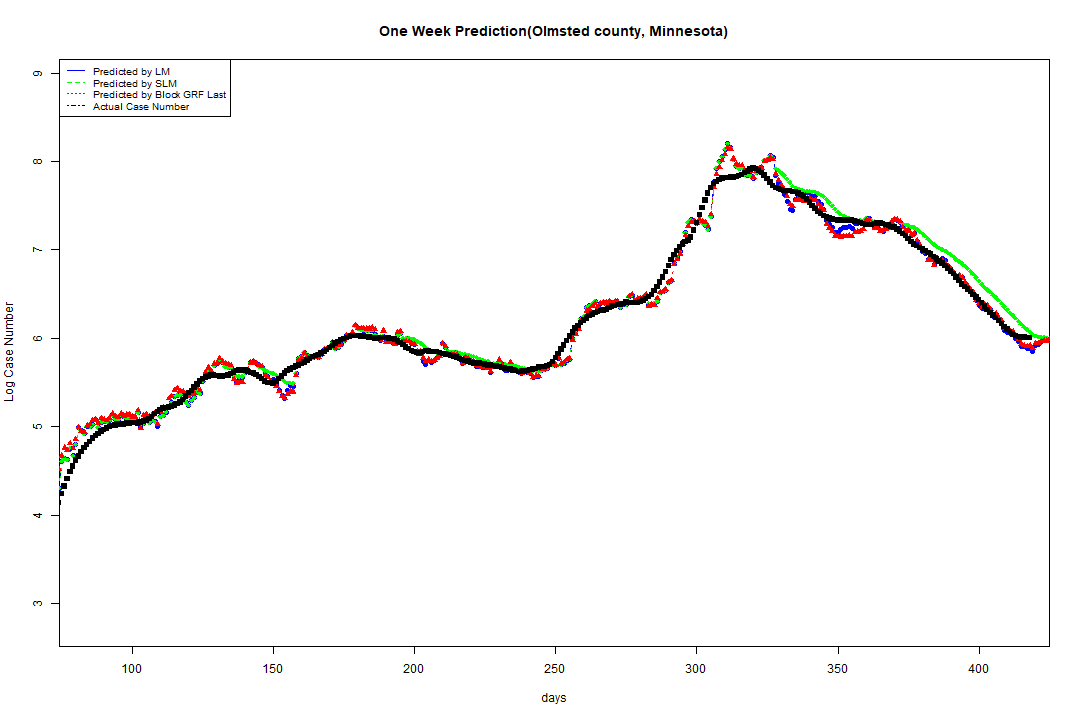 One Week Prediction(Olmsted county, Minnesota)
Predicted by LM
Predicted by SLM
Predicted by Block GRF Last
Actual Case Number
Log Case Number
9
8
7
6
5
4
3
100 150 200 250 300 350 400
days